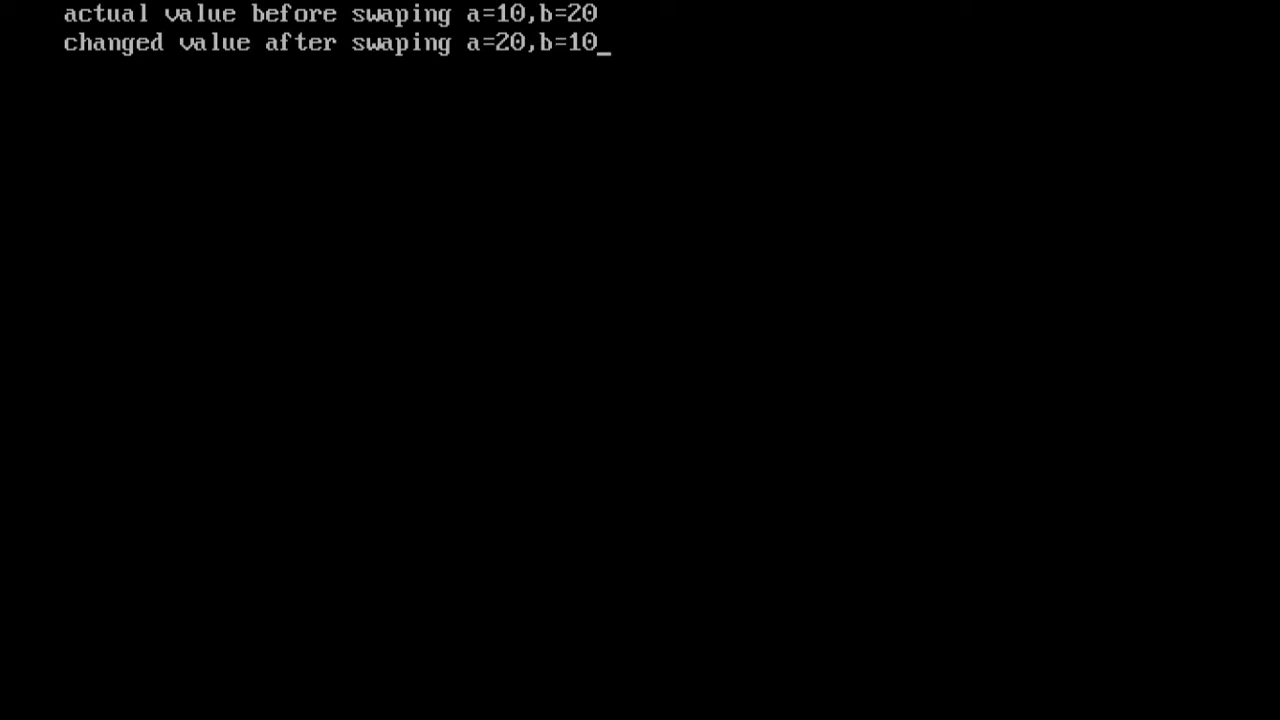 actual value before swaping a=10,b=20
changed value after swaping a=20,b=10_